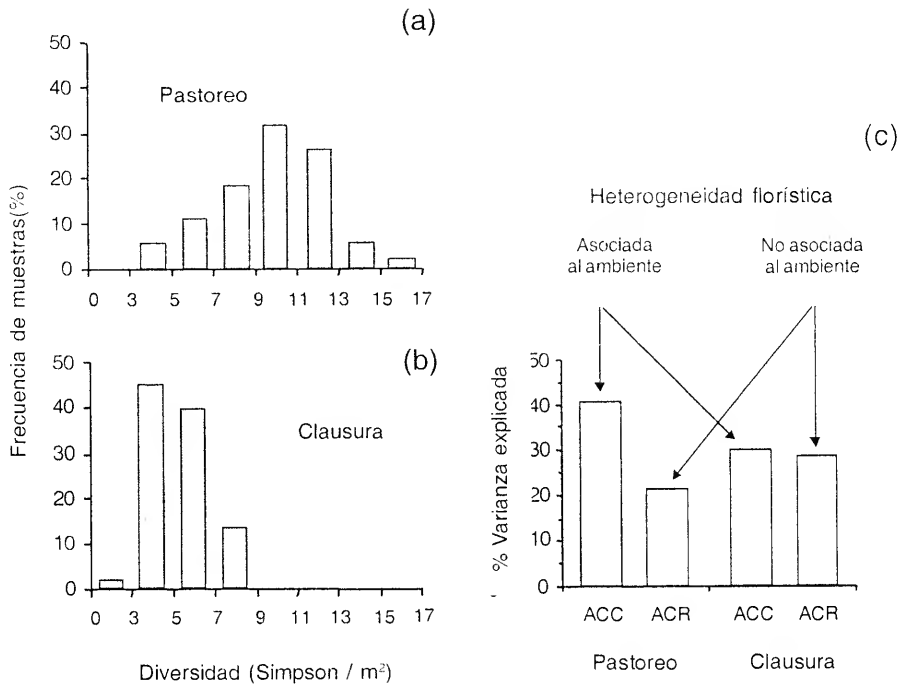 (a)
50
40
30
20
10
0
Pastoreo
0 3 5 7 9 11 13 15 17
(b)
50
40
30
20
10
0
Clausura
0 3 5 7 9 11 13 15 17
Frecuencia de muestras(%)
Diversidad (Simpson / m²)
(c)
Heterogeneidad florística
Asociada
al ambiente
No asociada
al ambiente
50
40
30
20
10
0
% Varianza explicada
ACC ACR ACC ACR
Pastoreo Clausura